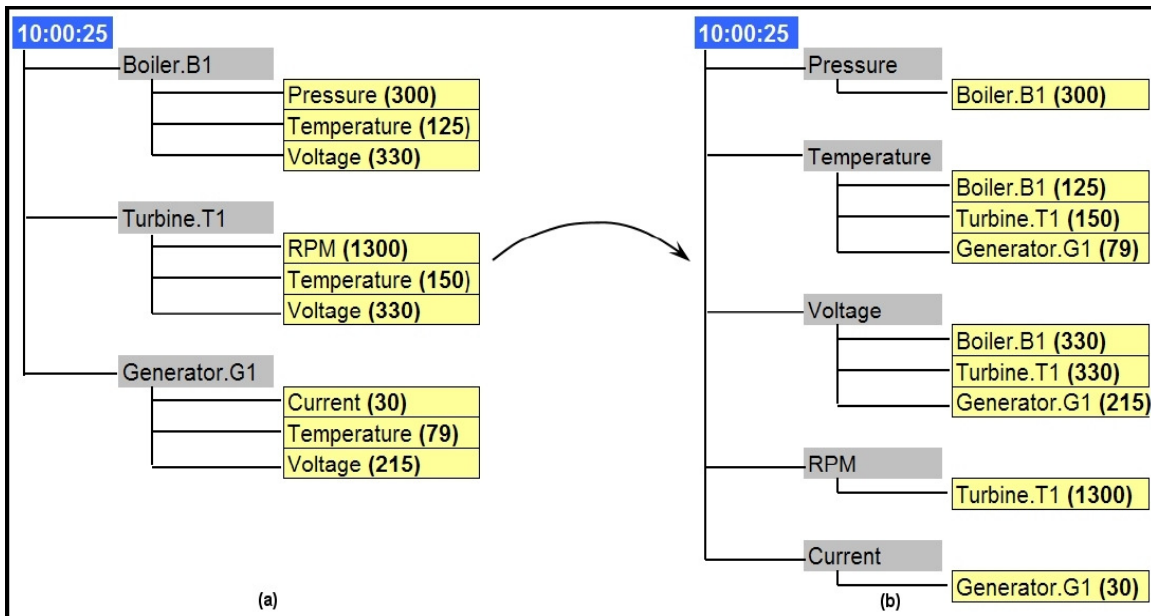 10:00:25
Boiler.B1
Pressure (300)
Temperature (125)
Voltage (330)
Turbine.T1
RPM (1300)
Temperature (150)
Voltage (330)
Generator.G1
Current (30)
Temperature (79)
Voltage (215)
(a)
10:00:25
Pressure
Boiler.B1 (300)
Temperature
Boiler.B1 (125)
Turbine.T1 (150)
Generator.G1 (79)
Voltage
Boiler.B1 (330)
Turbine.T1 (330)
Generator.G1 (215)
RPM
Turbine.T1 (1300)
Current
Generator.G1 (30)
(b)